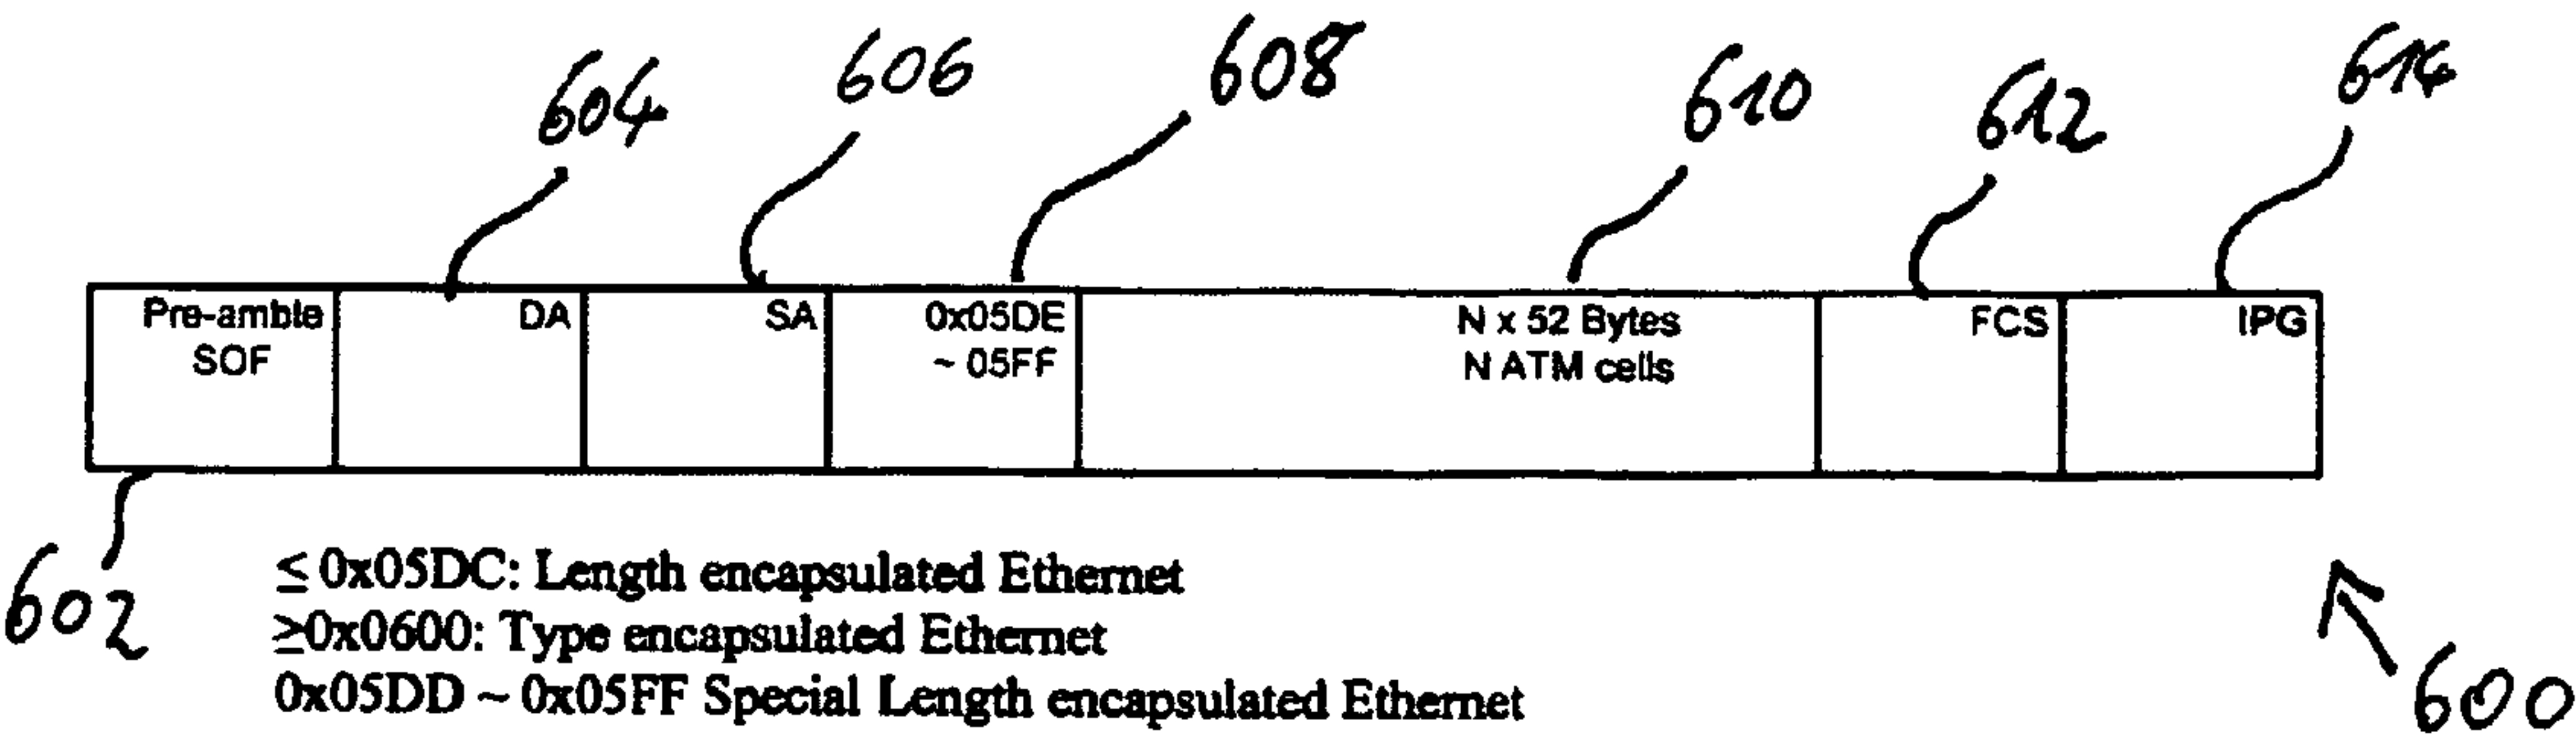 604
606
608
610
612
614
Pre-amble
SOF
DA
SA
0x05DE
~ 05FF
N x 52 Bytes
N ATM cells
FCS
IPG
602
≤ 0x05DC: Length encapsulated Ethernet
≥0x0600: Type encapsulated Ethernet
0x05DD ~ 0x05FF Special Length encapsulated Ethernet
600